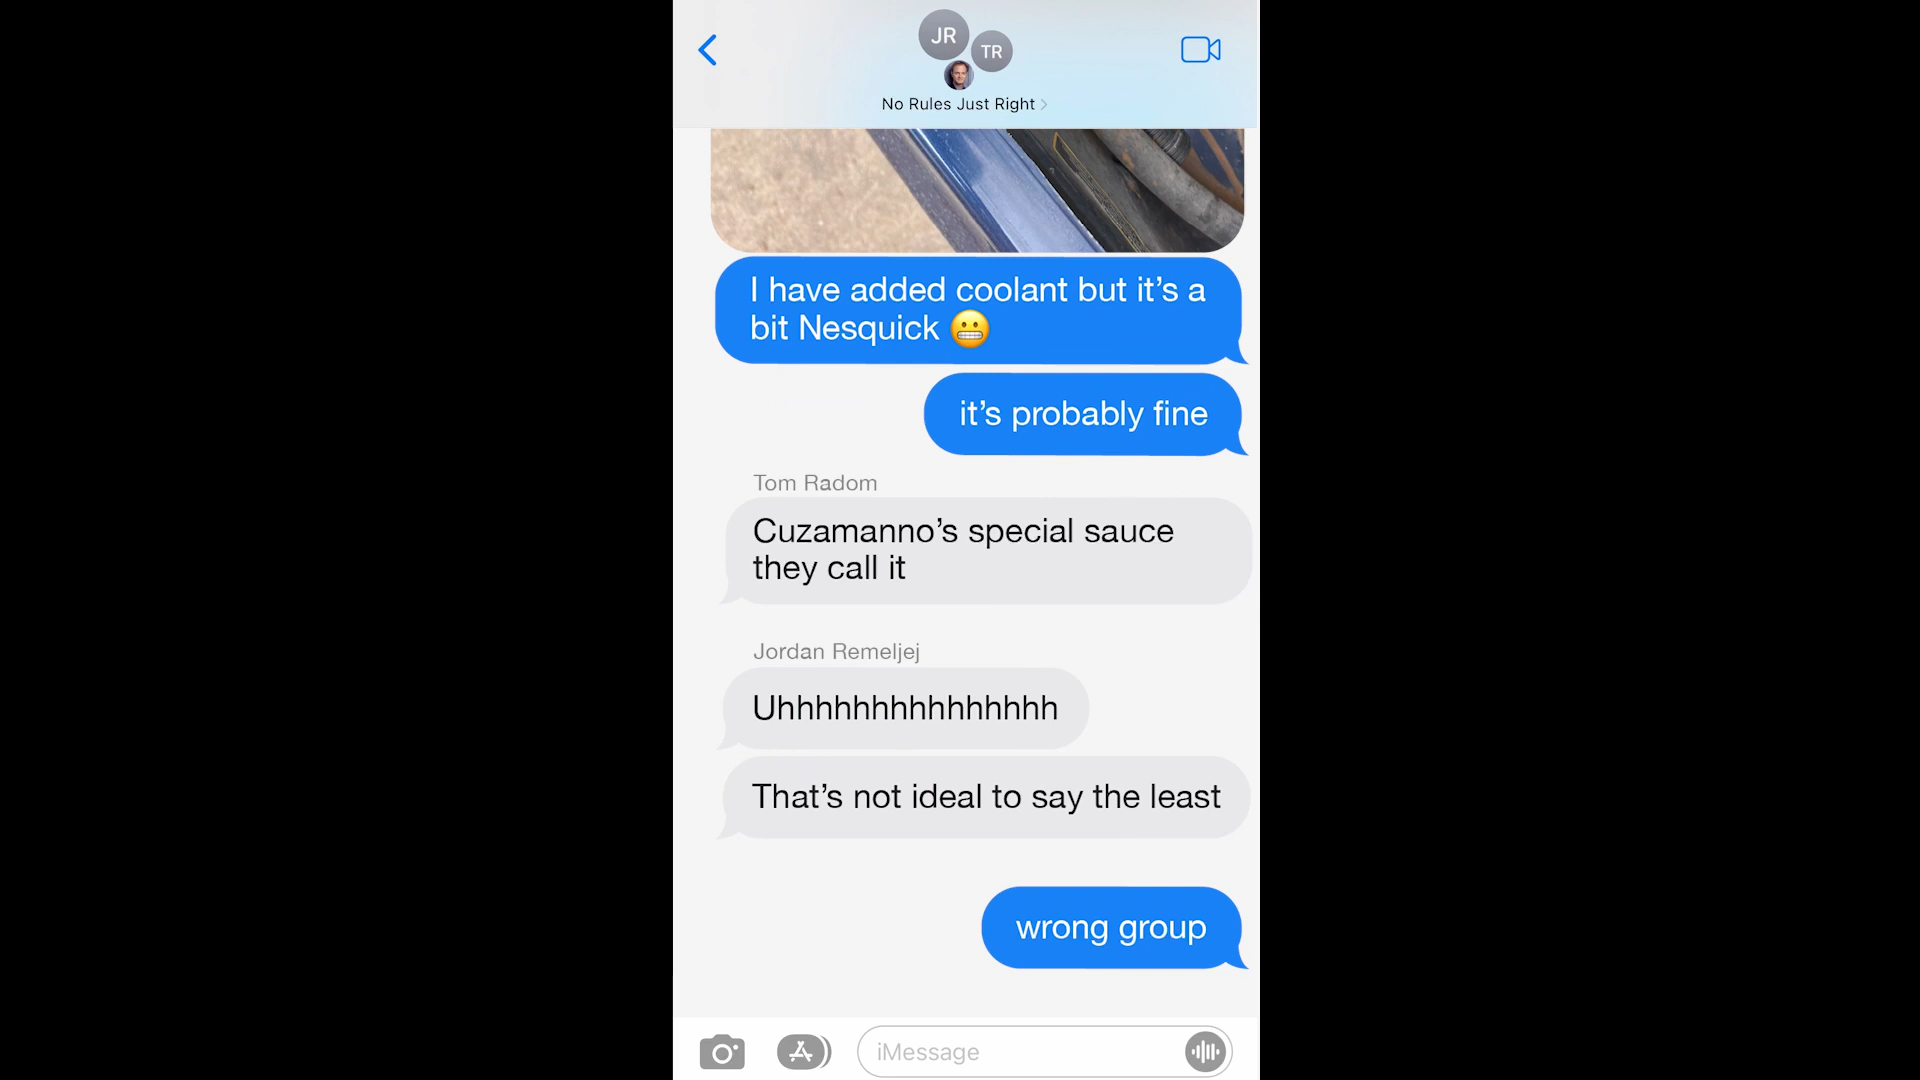 JR
TR
No Rules Just Right
I have added coolant but it’s a
bit Nesquick 😬
it’s probably fine
Tom Radom
Cuzamanno’s special sauce
they call it
Jordan Remeljej
Uhhhhhhhhhhhhhhh
That’s not ideal to say the least
wrong group
iMessage